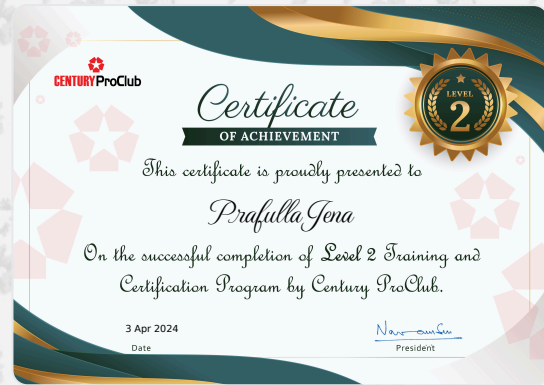 CENTURY ProClub
LEVEL
2
Certificate
OF ACHIEVEMENT
This certificate is proudly presented to
Prafulla Jena
On the successful completion of Level 2 Training and
Certification Program by Century ProClub.
3 Apr 2024
Date
President